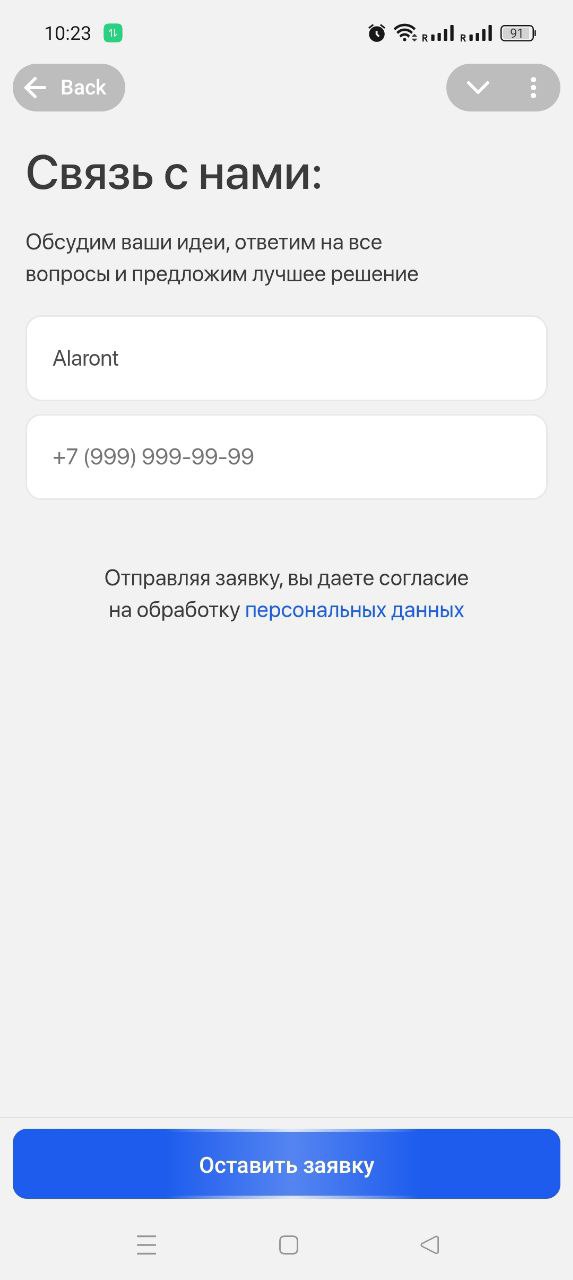 10:23
R R 91
Back
Связь с нами:
Обсудим ваши идеи, ответим на все
вопросы и предложим лучшее решение
Alaront
+7 (999) 999-99-99
Отправляя заявку, вы даете согласие
на обработку персональных данных
Оставить заявку